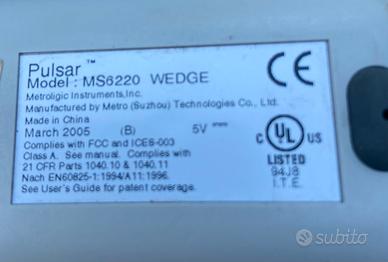 Pulsar ™
Model : MS6220 WEDGE
Metrologic Instruments,Inc.
Manufactured by Metro (Suzhou) Technologies Co., Ltd.
Made in China
March 2005 (B) 5V
Complies with FCC and ICES-003
Class A. See manual. Complies with
21 CFR Parts 1040.10 & 1040.11
Nach EN60825-1:1994/A11:1996.
See User's Guide for patent coverage.
CE
C UL US
LISTED
94J8
I.T.E.
subito